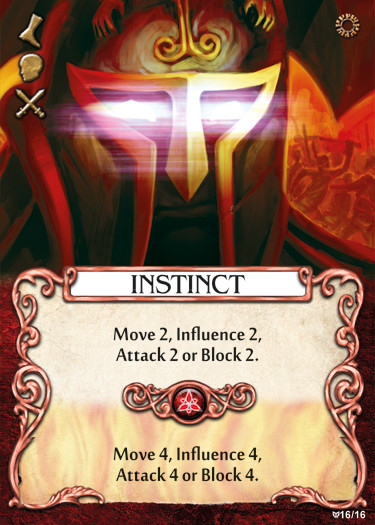 INSTINCT
Move 2, Influence 2,
Attack 2 or Block 2.
Move 4, Influence 4,
Attack 4 or Block 4.
16/16